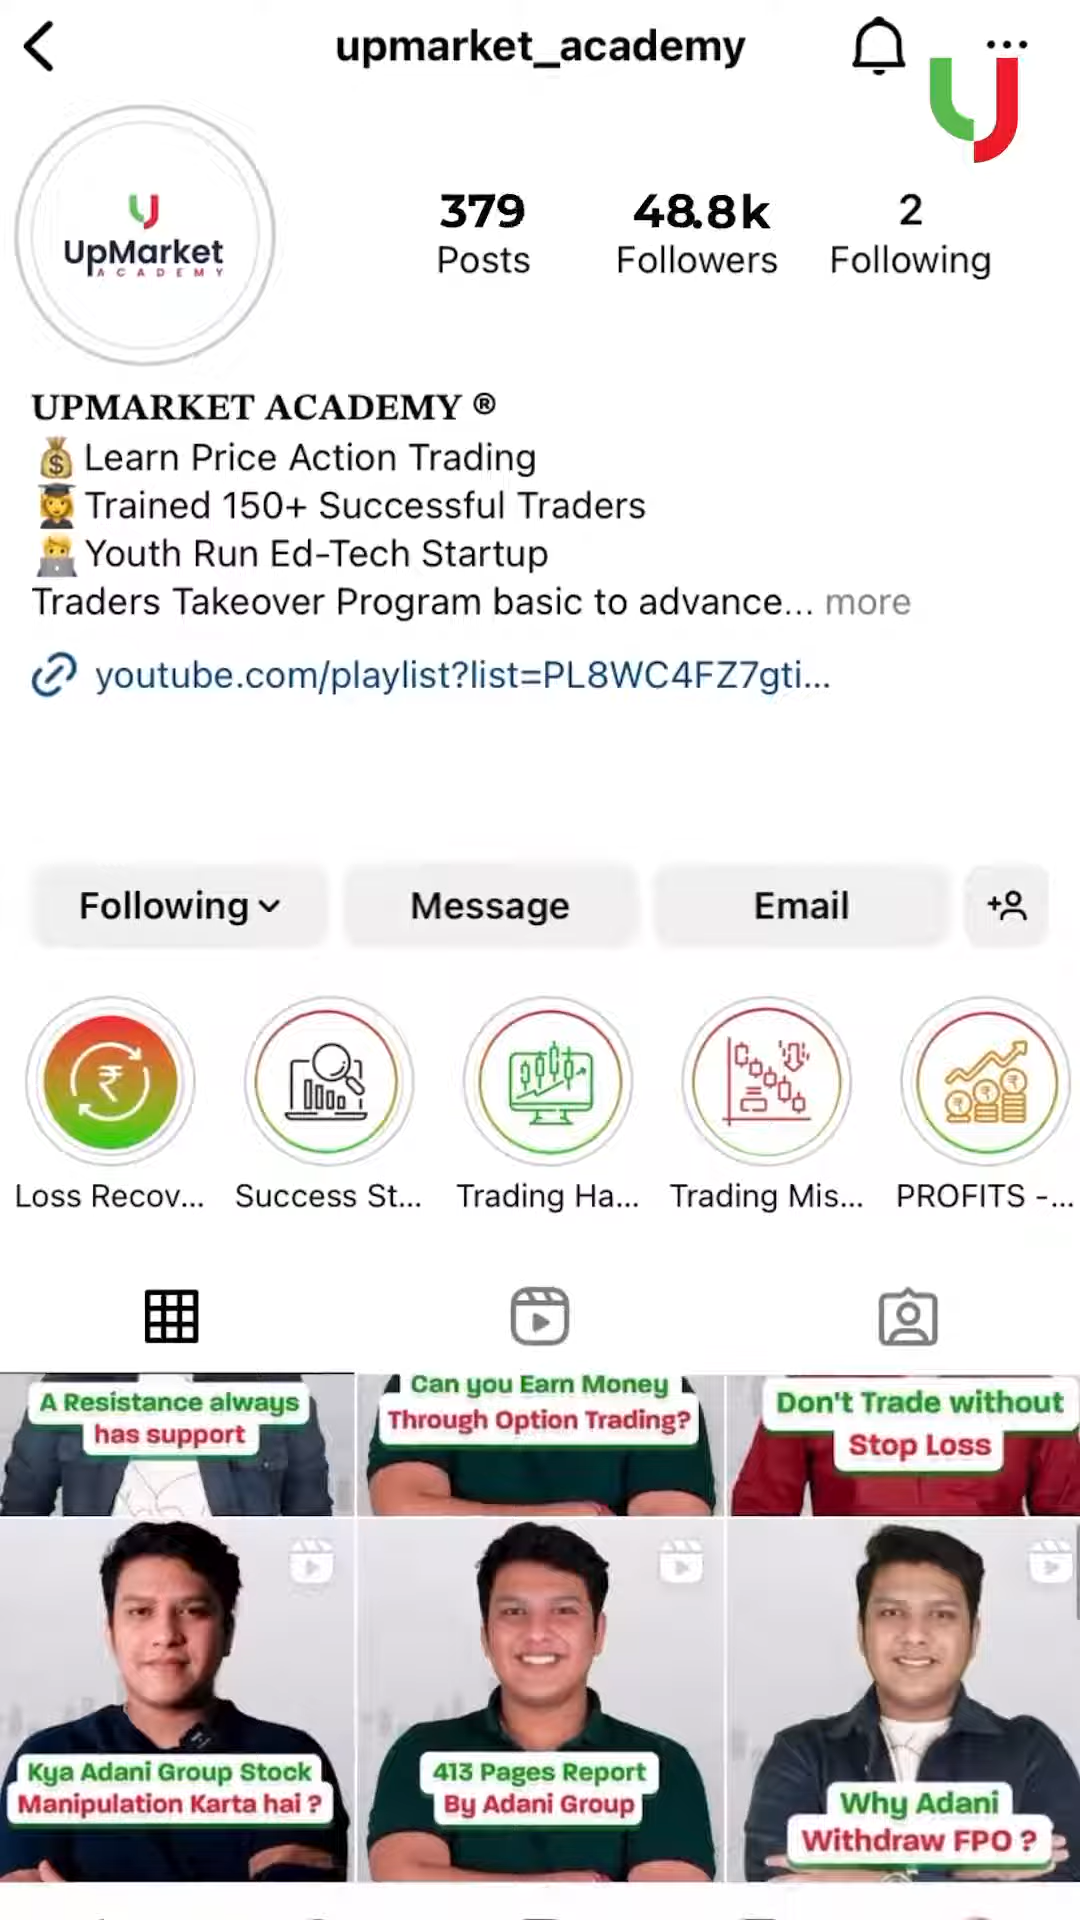 upmarket_academy
UpMarket
ACADEMY
379
Posts
48.8k
Followers
2
Following
UPMARKET ACADEMY ®
Learn Price Action Trading
Trained 150+ Successful Traders
Youth Run Ed-Tech Startup
Traders Takeover Program basic to advance... more
youtube.com/playlist?list=PL8WC4FZ7gti...
Following
Message
Email
Loss Recov...
Success St...
Trading Ha...
Trading Mis...
PROFITS -...
A Resistance always
has support
Can you Earn Money
Through Option Trading?
Don't Trade without
Stop Loss
Kya Adani Group Stock
Manipulation Karta hai ?
413 Pages Report
By Adani Group
Why Adani
Withdraw FPO ?